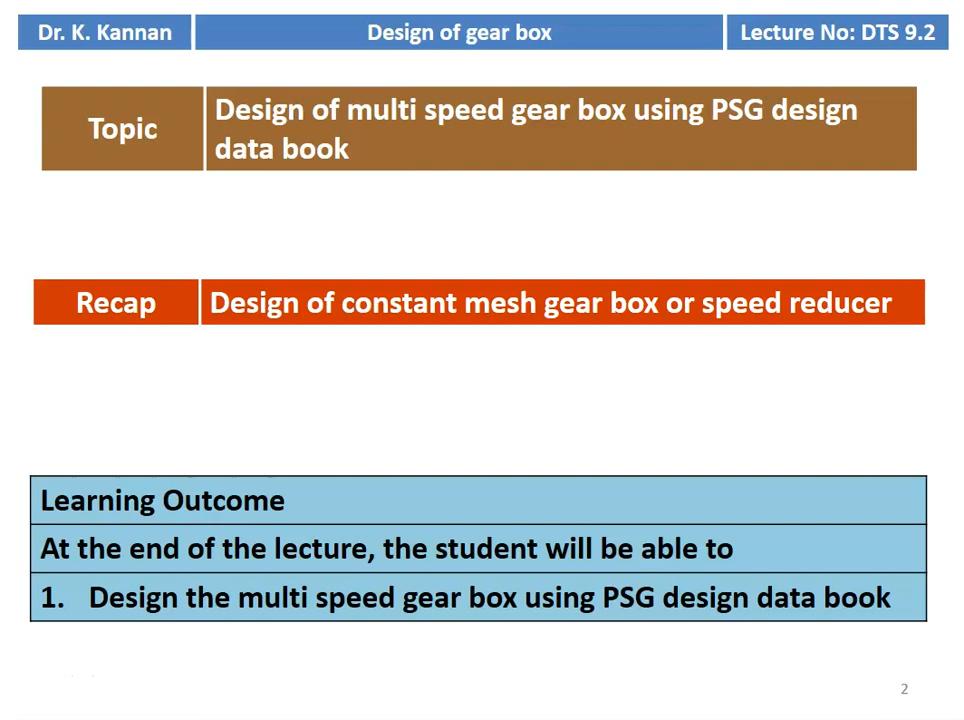 Dr. K. Kannan
Design of gear box
Lecture No: DTS 9.2
Topic
Design of multi speed gear box using PSG design
data book
Recap
Design of constant mesh gear box or speed reducer
Learning Outcome
At the end of the lecture, the student will be able to
1. Design the multi speed gear box using PSG design data book
2